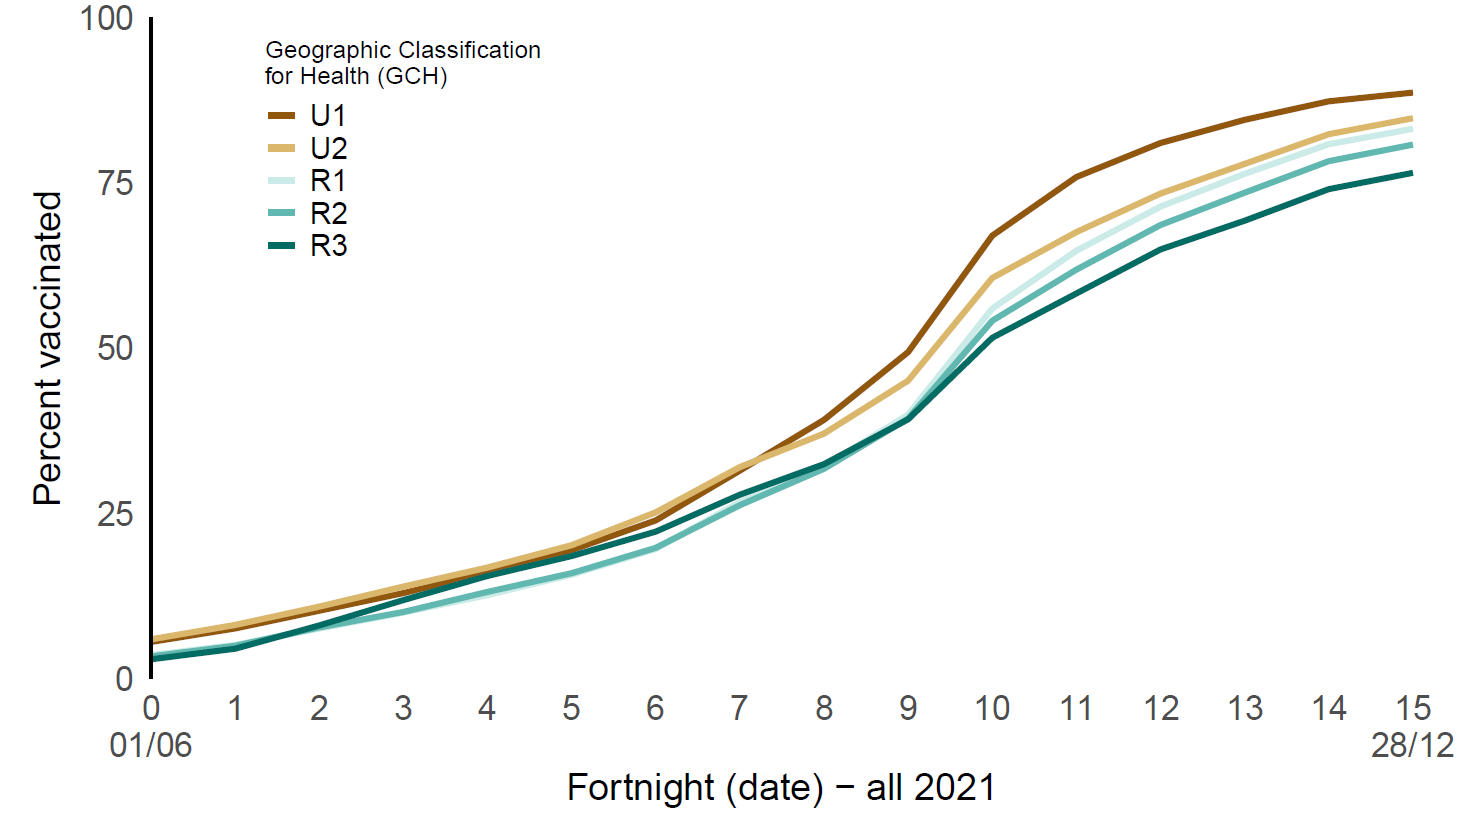 100
75
50
25
0
Percent vaccinated
Geographic Classification
for Health (GCH)
U1
U2
R1
R2
R3
0 1 2 3 4 5 6 7 8 9 10 11 12 13 14 15
01/06 28/12
Fortnight (date) − all 2021